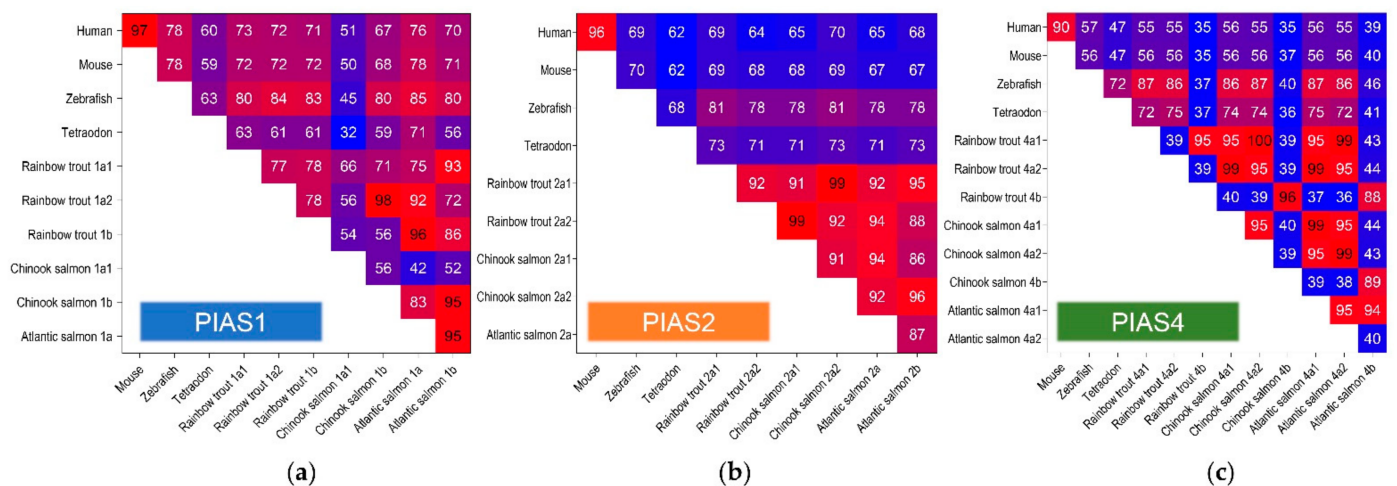 Human 97 78 60 73 72 71 51 67 76 70
Mouse 78 59 72 72 72 50 68 78 71
Zebrafish 63 80 84 83 45 80 85 80
Tetraodon 63 61 61 32 59 71 56
Rainbow trout 1a1 77 78 66 71 75 93
Rainbow trout 1a2 78 56 98 92 72
Rainbow trout 1b 54 56 96 86
Chinook salmon 1a1 56 42 52
Chinook salmon 1b 83 95
Atlantic salmon 1a 95
PIAS1
Mouse
Zebrafish
Tetraodon
Rainbow trout 1a1
Rainbow trout 1a2
Rainbow trout 1b
Chinook salmon 1a1
Chinook salmon 1b
Atlantic salmon 1a
Atlantic salmon 1b
(a)
Human 96 69 62 69 64 65 70 65 68
Mouse 70 62 69 68 68 69 67 67
Zebrafish 68 81 78 78 81 78 78
Tetraodon 73 71 71 73 71 73
Rainbow trout 2a1 92 91 99 92 95
Rainbow trout 2a2 99 92 94 88
Chinook salmon 2a1 91 94 86
Chinook salmon 2a2 92 96
Atlantic salmon 2a 87
PIAS2
Mouse
Zebrafish
Tetraodon
Rainbow trout 2a1
Rainbow trout 2a2
Chinook salmon 2a1
Chinook salmon 2a2
Atlantic salmon 2a
Atlantic salmon 2b
(b)
Human 90 57 47 55 55 35 56 55 35 56 55 39
Mouse 56 47 56 55 35 56 56 37 56 56 40
Zebrafish 72 87 86 37 86 87 40 87 86 46
Tetraodon 72 75 37 74 74 36 75 72 41
Rainbow trout 4a1 39 95 95 100 39 95 99 43
Rainbow trout 4a2 39 99 95 39 99 95 44
Rainbow trout 4b 40 39 96 37 36 88
Chinook salmon 4a1 95 40 99 95 44
Chinook salmon 4a2 39 95 99 43
Chinook salmon 4b 39 38 89
Atlantic salmon 4a1 95 94
Atlantic salmon 4a2 40
PIAS4
Mouse
Zebrafish
Tetraodon
Rainbow trout 4a1
Rainbow trout 4a2
Rainbow trout 4b
Chinook salmon 4a1
Chinook salmon 4a2
Chinook salmon 4b
Atlantic salmon 4a1
Atlantic salmon 4a2
Atlantic salmon 4b
(c)